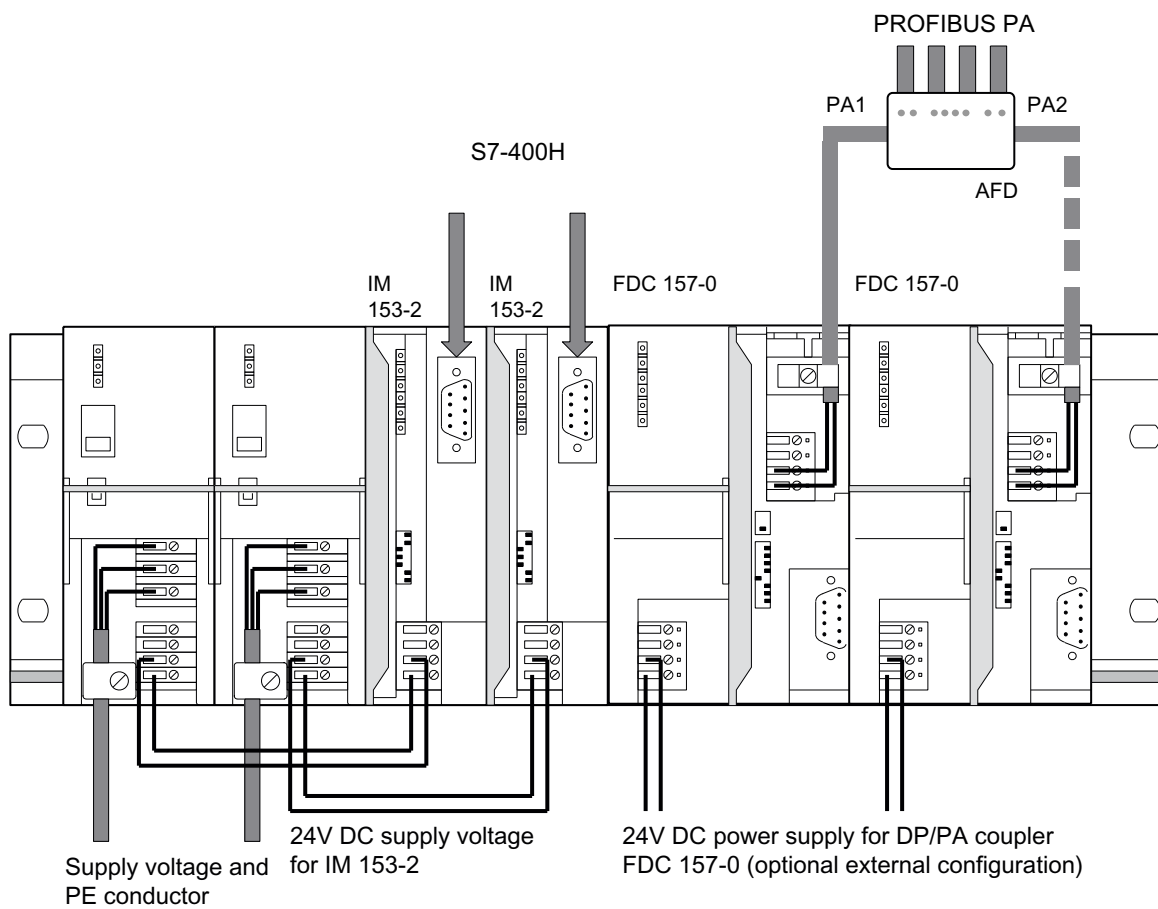 PROFIBUS PA
PA1
PA2
S7-400H
AFD
IM
153-2
IM
153-2
FDC 157-0
FDC 157-0
24V DC supply voltage
for IM 153-2
24V DC power supply for DP/PA coupler
FDC 157-0 (optional external configuration)
Supply voltage and
PE conductor